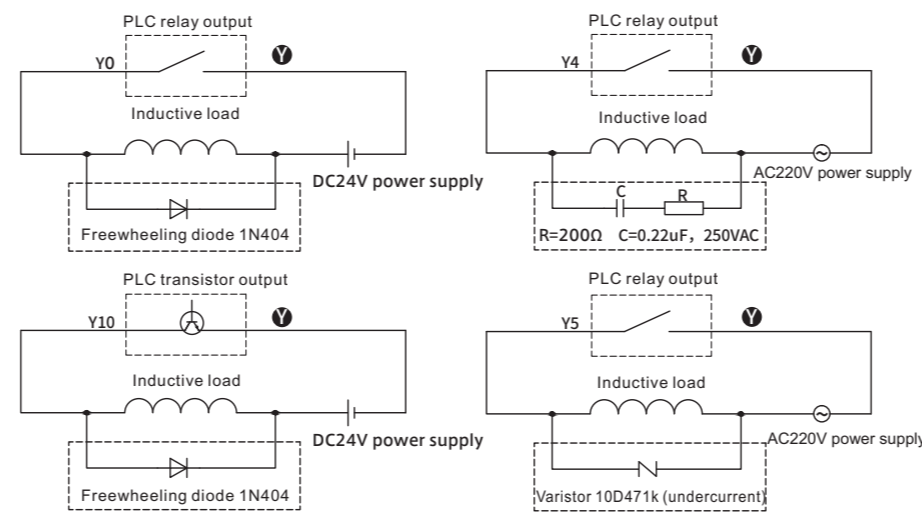 PLC relay output
Y0
Y
Inductive load
DC24V power supply
Freewheeling diode 1N404
PLC relay output
Y4
Y
Inductive load
AC220V power supply
C
R
R=200Ω C=0.22uF, 250VAC
PLC transistor output
Y10
Y
Inductive load
DC24V power supply
Freewheeling diode 1N404
PLC relay output
Y5
Y
Inductive load
AC220V power supply
Varistor 10D471k (undercurrent)